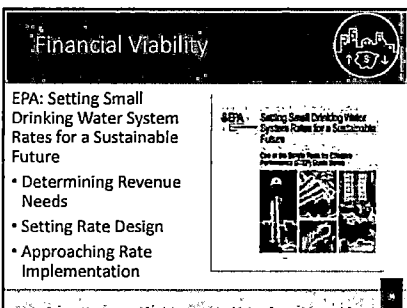 Financial Viability
EPA: Setting Small
Drinking Water System
Rates for a Sustainable
Future
• Determining Revenue
Needs
• Setting Rate Design
• Approaching Rate
Implementation
EPA
Setting Small Drinking Water
System Rates for a Sustainable
Future